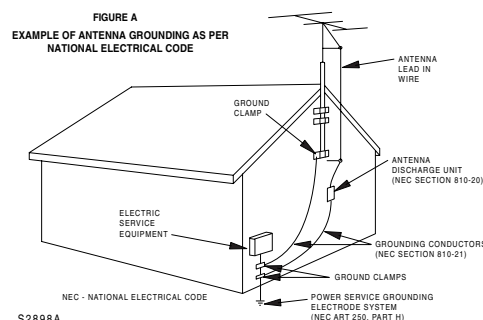 FIGURE A
EXAMPLE OF ANTENNA GROUNDING AS PER
NATIONAL ELECTRICAL CODE
ANTENNA
LEAD IN
WIRE
GROUND
CLAMP
ANTENNA
DISCHARGE UNIT
(NEC SECTION 810-20)
ELECTRIC
SERVICE
EQUIPMENT
GROUNDING CONDUCTORS
(NEC SECTION 810-21)
GROUND CLAMPS
NEC - NATIONAL ELECTRICAL CODE
POWER SERVICE GROUNDING
ELECTRODE SYSTEM
(NEC ART 250, PART H)
S2898A